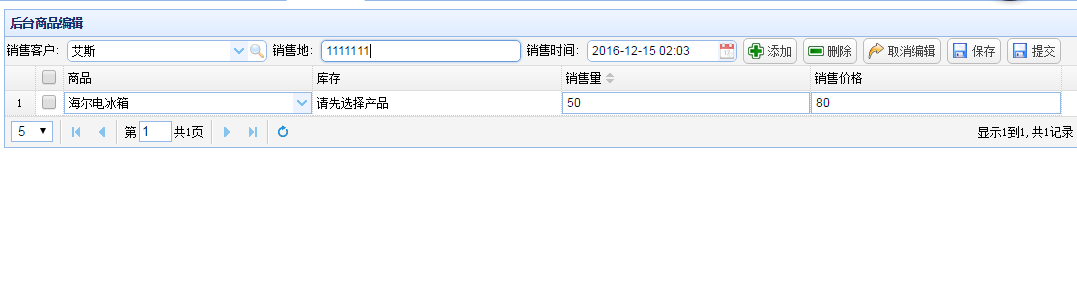 后台商品编辑
销售客户: 艾斯 销售地: 1111111 销售时间: 2016-12-15 02:03 添加 删除 取消编辑 保存 提交
商品 库存 销售量 销售价格
1 海尔电冰箱 请先选择产品 50 80
5 第 1 共1页 显示1到1, 共1记录